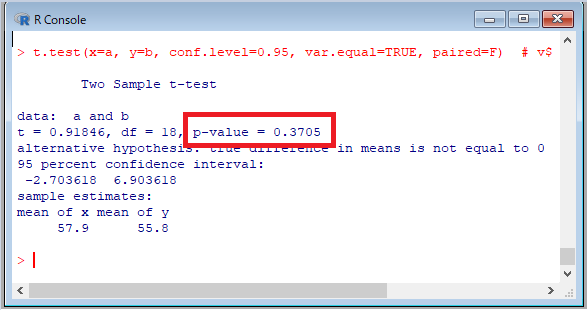 R Console
> t.test(x=a, y=b, conf.level=0.95, var.equal=TRUE, paired=F)  # v$
Two Sample t-test
data:  a and b
t = 0.91846, df = 18, p-value = 0.3705
alternative hypothesis: true difference in means is not equal to 0
95 percent confidence interval:
-2.703618  6.903618
sample estimates:
mean of x mean of y
57.9      55.8
>